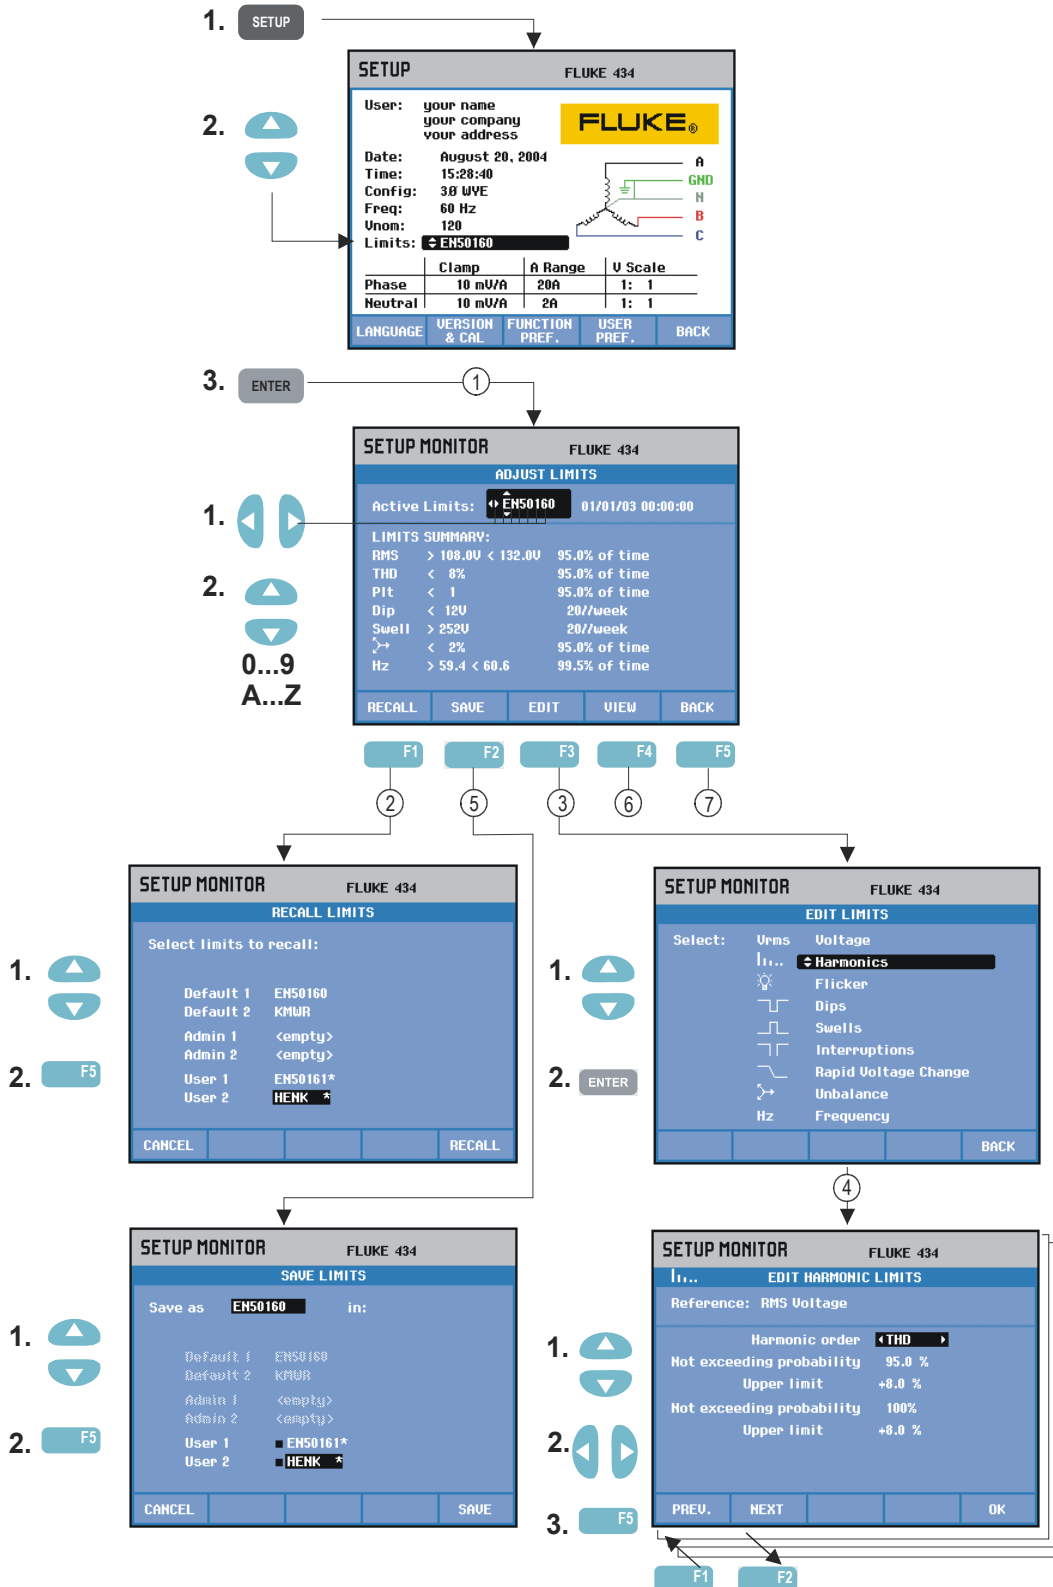 1. SETUP
SETUP FLUKE 434
User: your name
your company
your address
FLUKE®
2.
Date: August 20, 2004
Time: 15:28:40
Config: 3Ø WYE
Freq: 60 Hz
Vnom: 120
Limits: EN50160
A
GND
N
B
C
Clamp A Range V Scale
Phase 10 mV/A 20A 1: 1
Neutral 10 mV/A 2A 1: 1
LANGUAGE VERSION & CAL FUNCTION PREF. USER PREF. BACK
3. ENTER 1
SETUP MONITOR FLUKE 434
ADJUST LIMITS
1.
Active Limits: EN50160 01/01/03 00:00:00
LIMITS SUMMARY:
RMS > 108.0V < 132.0V 95.0% of time
THD < 8% 95.0% of time
2.
Plt < 1 95.0% of time
Dip < 12V 20//week
Swell > 252V 20//week
< 2% 95.0% of time
Hz > 59.4 < 60.6 99.5% of time
0...9
A...Z
RECALL SAVE EDIT VIEW BACK
F1 F2 F3 F4 F5
2 5 3 6 7
SETUP MONITOR FLUKE 434
RECALL LIMITS
Select limits to recall:
1.
Default 1 EN50160
Default 2 KMWR
Admin 1 <empty>
Admin 2 <empty>
2. F5
User 1 EN50161*
User 2 HENK *
CANCEL RECALL
SETUP MONITOR FLUKE 434
EDIT LIMITS
Select: Vrms Voltage
1.
Harmonics
Flicker
Dips
Swells
Interruptions
2. ENTER
Rapid Voltage Change
Unbalance
Hz Frequency
BACK
4
SETUP MONITOR FLUKE 434
SAVE LIMITS
Save as EN50160 in:
1.
Default 1 EN50160
Default 2 KMWR
Admin 1 <empty>
Admin 2 <empty>
2. F5
User 1 EN50161*
User 2 HENK *
CANCEL SAVE
SETUP MONITOR FLUKE 434
EDIT HARMONIC LIMITS
Reference: RMS Voltage
1.
Harmonic order THD
Not exceeding probability 95.0 %
Upper limit +8.0 %
Not exceeding probability 100%
Upper limit +8.0 %
2.
3. F5
PREV. NEXT OK
F1 F2